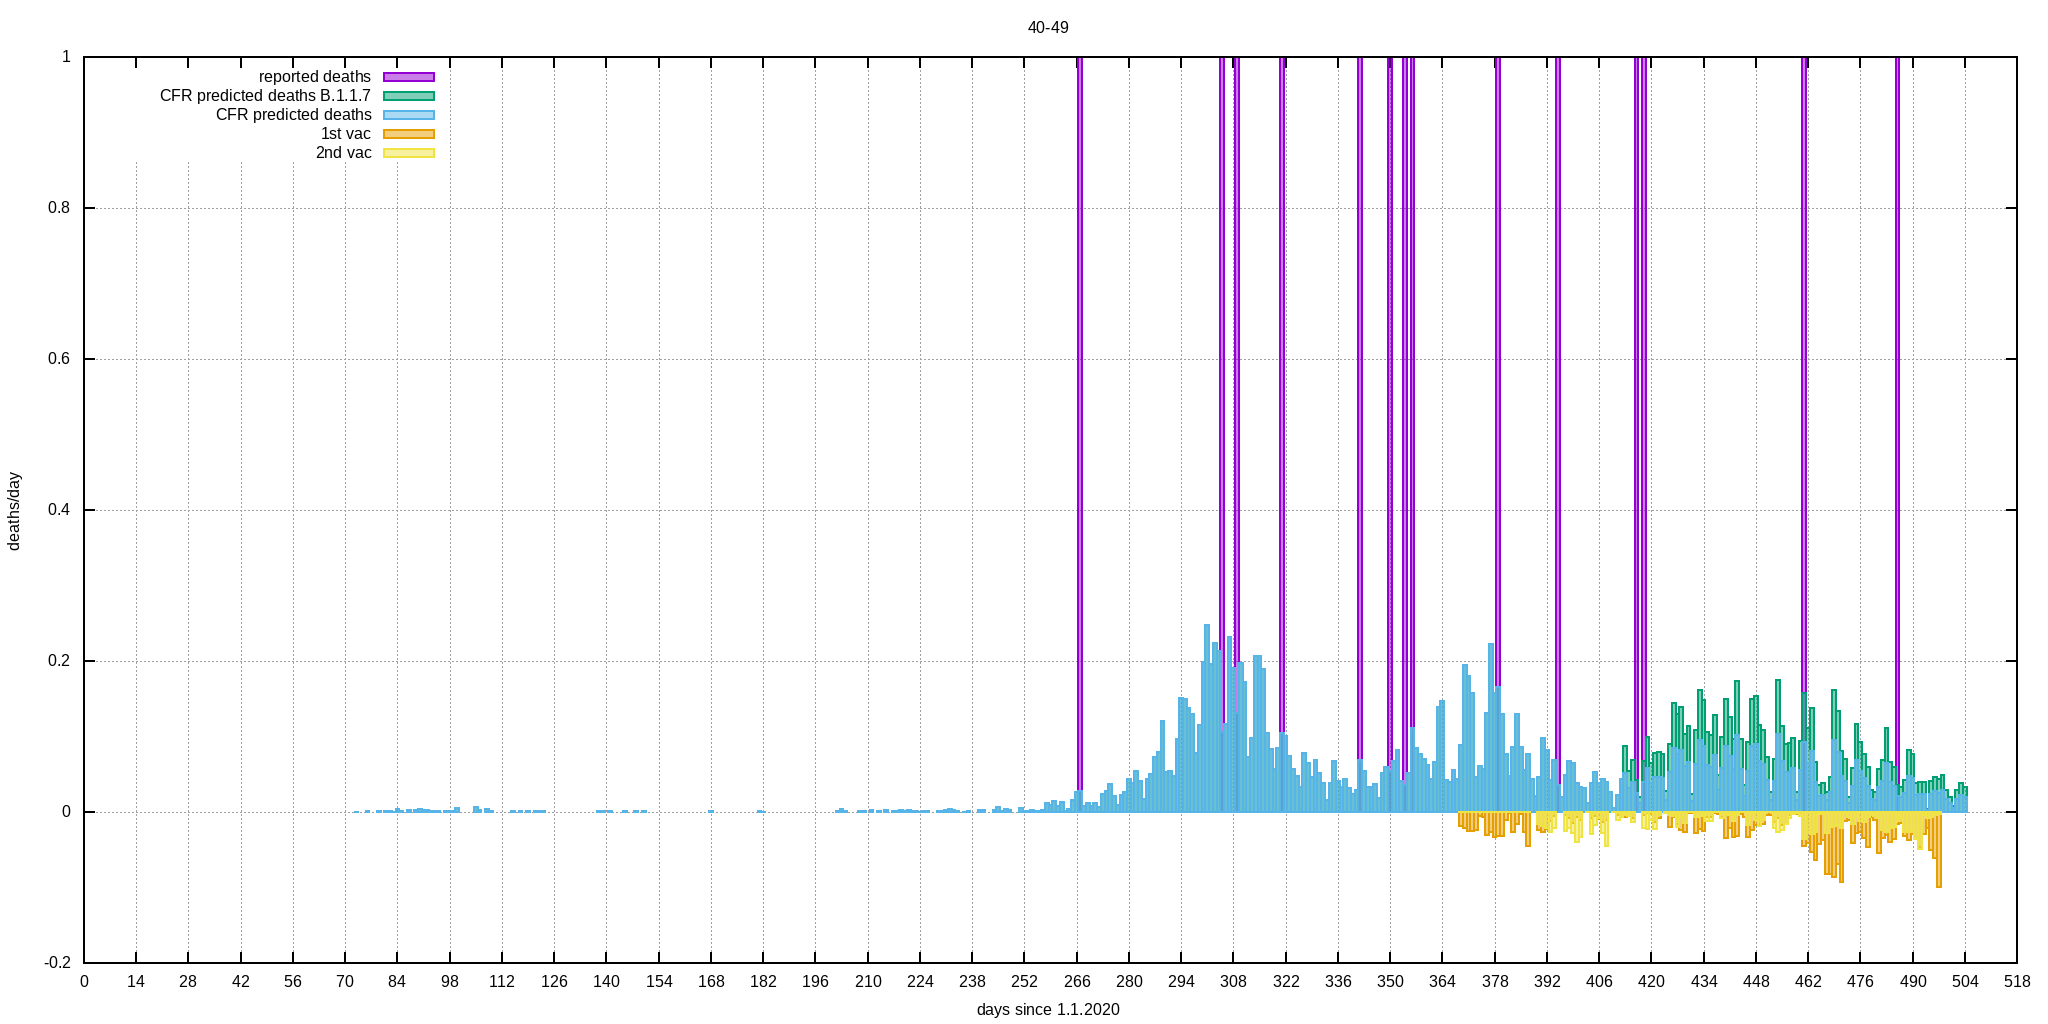 40-49
reported deaths
CFR predicted deaths B.1.1.7
CFR predicted deaths
1st vac
2nd vac
1
0.8
0.6
0.4
0.2
0
-0.2
deaths/day
0 14 28 42 56 70 84 98 112 126 140 154 168 182 196 210 224 238 252 266 280 294 308 322 336 350 364 378 392 406 420 434 448 462 476 490 504 518
days since 1.1.2020